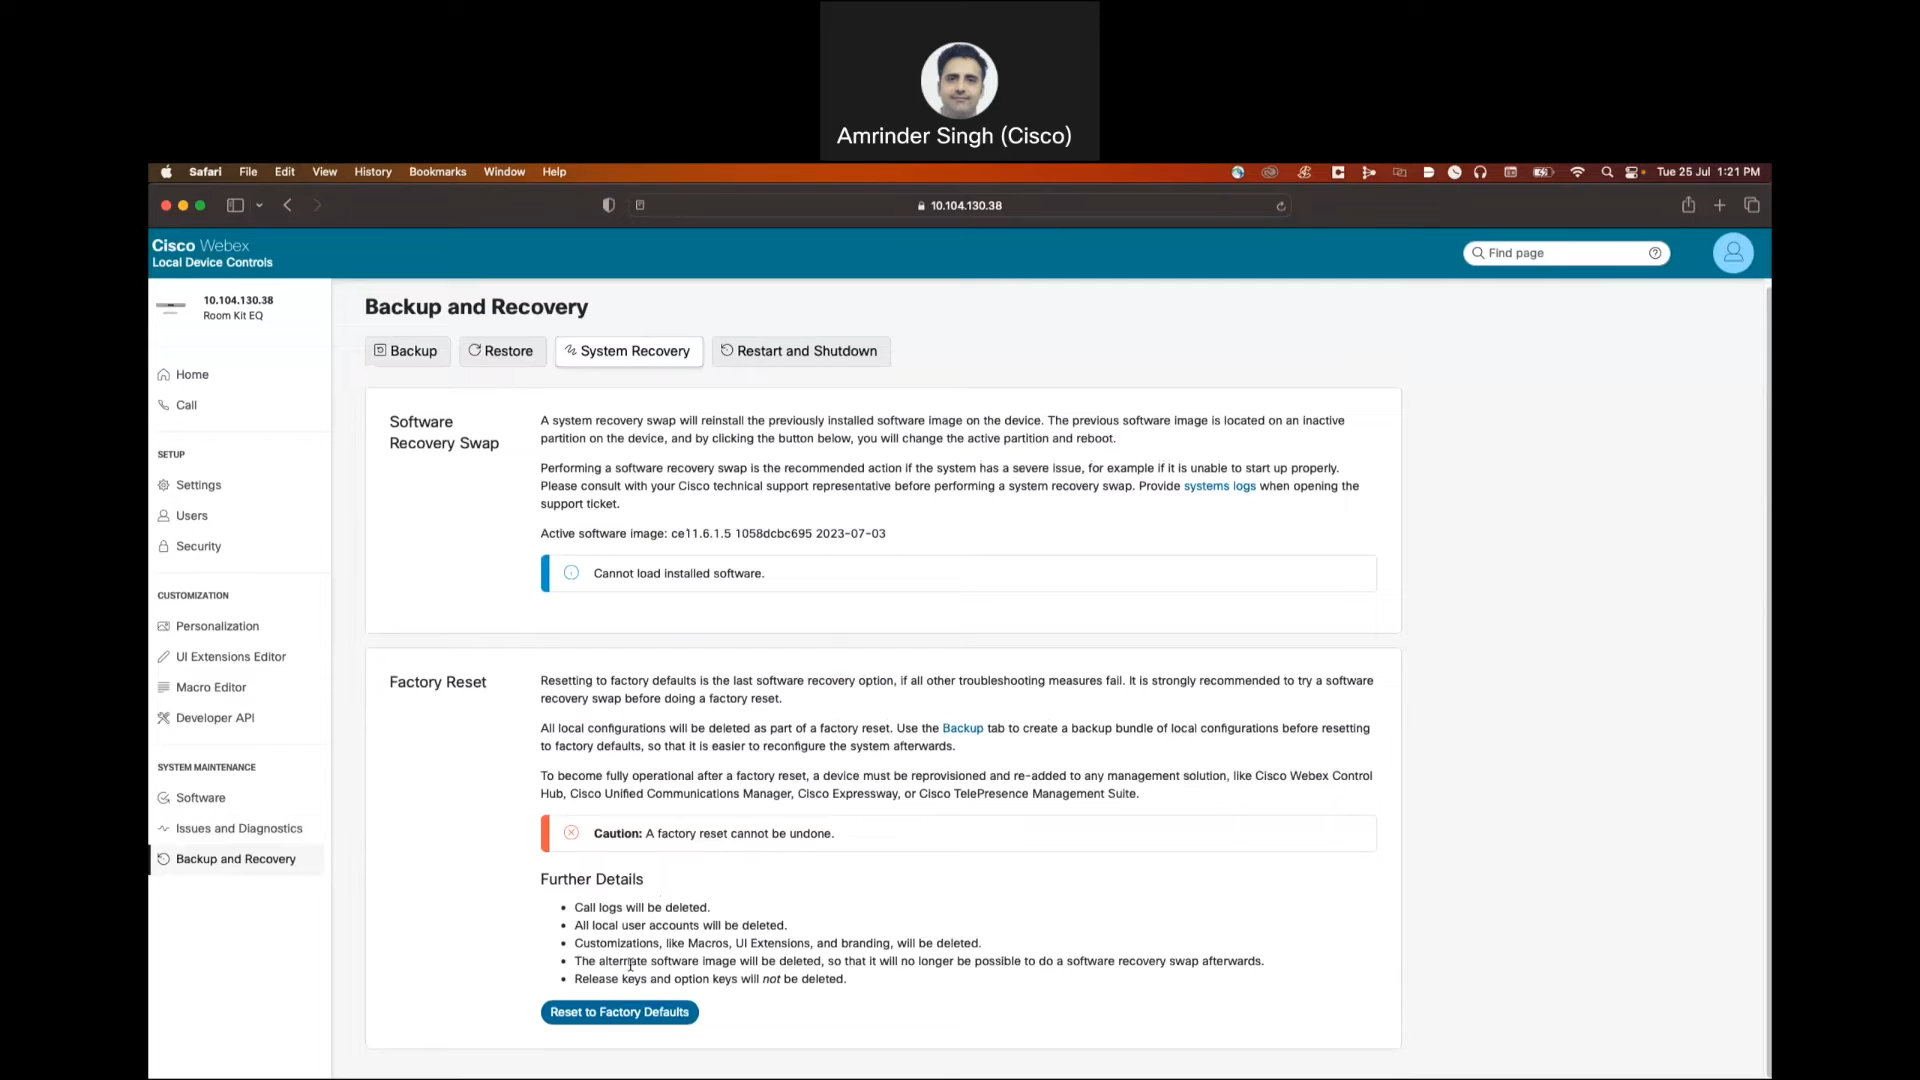 Amrinder Singh (Cisco)
Safari File Edit View History Bookmarks Window Help
Tue 25 Jul 1:21 PM
10.104.130.38
Cisco Webex
Local Device Controls
Find page
10.104.130.38
Room Kit EQ
Home
Call
SETUP
Settings
Users
Security
CUSTOMIZATION
Personalization
UI Extensions Editor
Macro Editor
Developer API
SYSTEM MAINTENANCE
Software
Issues and Diagnostics
Backup and Recovery
Backup and Recovery
Backup Restore System Recovery Restart and Shutdown
Software
Recovery Swap
A system recovery swap will reinstall the previously installed software image on the device. The previous software image is located on an inactive
partition on the device, and by clicking the button below, you will change the active partition and reboot.
Performing a software recovery swap is the recommended action if the system has a severe issue, for example if it is unable to start up properly.
Please consult with your Cisco technical support representative before performing a system recovery swap. Provide systems logs when opening the
support ticket.
Active software image: ce11.6.1.5 1058dcbc695 2023-07-03
Cannot load installed software.
Factory Reset
Resetting to factory defaults is the last software recovery option, if all other troubleshooting measures fail. It is strongly recommended to try a software
recovery swap before doing a factory reset.
All local configurations will be deleted as part of a factory reset. Use the Backup tab to create a backup bundle of local configurations before resetting
to factory defaults, so that it is easier to reconfigure the system afterwards.
To become fully operational after a factory reset, a device must be reprovisioned and re-added to any management solution, like Cisco Webex Control
Hub, Cisco Unified Communications Manager, Cisco Expressway, or Cisco TelePresence Management Suite.
Caution: A factory reset cannot be undone.
Further Details
• Call logs will be deleted.
• All local user accounts will be deleted.
• Customizations, like Macros, UI Extensions, and branding, will be deleted.
• The alternate software image will be deleted, so that it will no longer be possible to do a software recovery swap afterwards.
• Release keys and option keys will not be deleted.
Reset to Factory Defaults